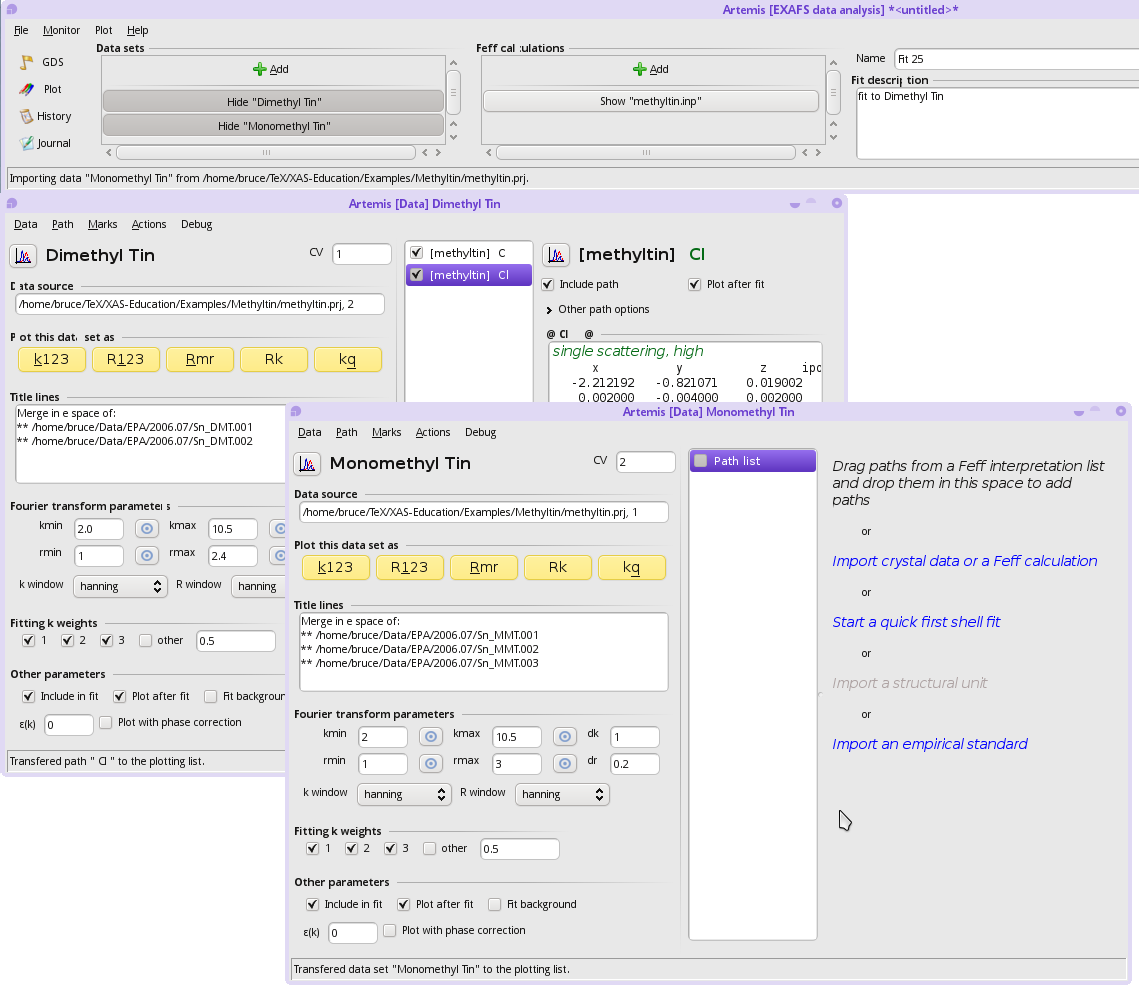 Artemis [EXAFS data analysis] *<untitled>*
File Monitor Plot Help
GDS
Plot
History
Journal
Data sets
Add
Hide "Dimethyl Tin"
Hide "Monomethyl Tin"
Feff cal :ulations
Add
Show "methyltin.inp"
Name Fit 25
Fit descrip tion
fit to Dimethyl Tin
Importing data "Monomethyl Tin" from /home/bruce/TeX/XAS-Education/Examples/Methyltin/methyltin.prj.
Artemis [Data] Dimethyl Tin
Data Path Marks Actions Debug
Dimethyl Tin
CV 1
Data source
/home/bruce/TeX/XAS-Education/Examples/Methyltin/methyltin.prj, 2
Plot this data set as
k123 R123 Rmr Rk kq
Title lines
Merge in e space of:
** /home/bruce/Data/EPA/2006.07/Sn_DMT.001
** /home/bruce/Data/EPA/2006.07/Sn_DMT.002
Fourier transform parameters
kmin 2.0 kmax 10.5
rmin 1 rmax 2.4
k window hanning R window hanning
Fitting k weights
1 2 3 other 0.5
Other parameters
Include in fit Plot after fit Fit backgroun
ε(k) 0 Plot with phase correction
Transfered path " Cl " to the plotting list.
[methyltin] C
[methyltin] Cl
[methyltin] Cl
Include path Plot after fit
Other path options
@ Cl @
single scattering, high
x y z ipo
-2.212192 -0.821071 0.019002
0.002000 -0.004000 0.002000
Artemis [Data] Monomethyl Tin
Data Path Marks Actions Debug
Monomethyl Tin
CV 2
Data source
/home/bruce/TeX/XAS-Education/Examples/Methyltin/methyltin.prj, 1
Plot this data set as
k123 R123 Rmr Rk kq
Title lines
Merge in e space of:
** /home/bruce/Data/EPA/2006.07/Sn_MMT.001
** /home/bruce/Data/EPA/2006.07/Sn_MMT.002
** /home/bruce/Data/EPA/2006.07/Sn_MMT.003
Fourier transform parameters
kmin 2 kmax 10.5 dk 1
rmin 1 rmax 3 dr 0.2
k window hanning R window hanning
Fitting k weights
1 2 3 other 0.5
Other parameters
Include in fit Plot after fit Fit background
ε(k) 0 Plot with phase correction
Transfered data set "Monomethyl Tin" to the plotting list.
Path list
Drag paths from a Feff interpretation list
and drop them in this space to add
paths
or
Import crystal data or a Feff calculation
or
Start a quick first shell fit
or
Import a structural unit
or
Import an empirical standard